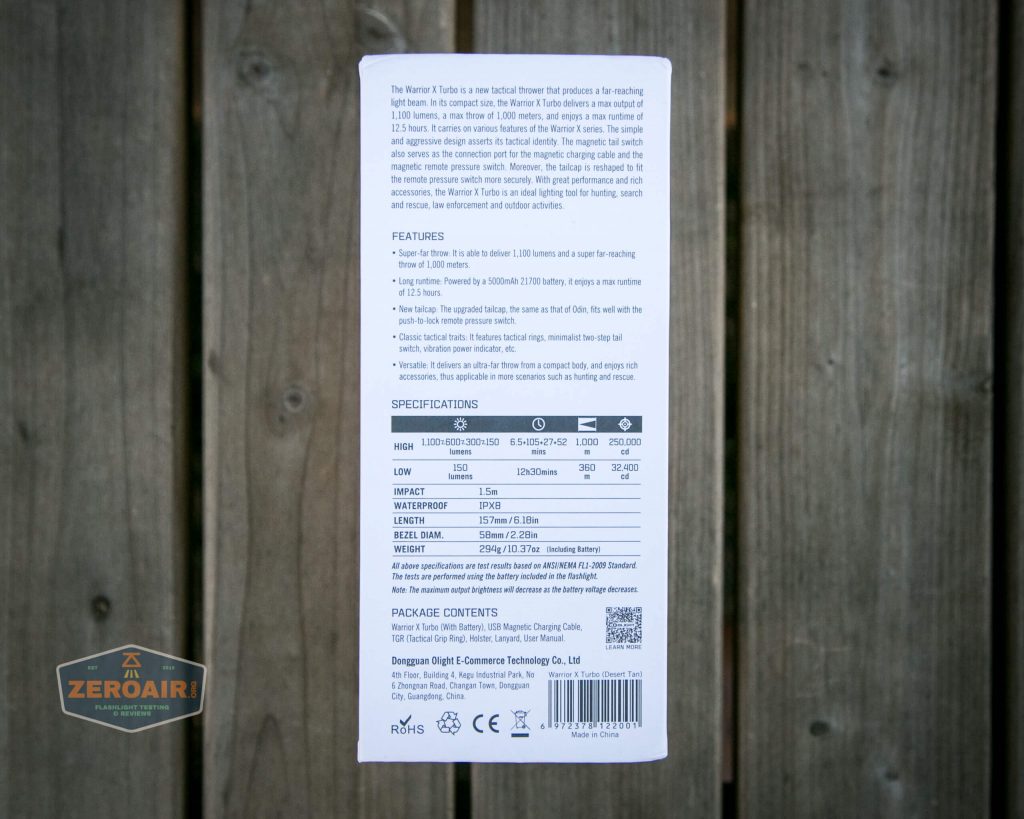 The Warrior X Turbo is a new tactical thrower that produces a far-reaching
light beam. In its compact size, the Warrior X Turbo delivers a max output of
1,100 lumens, a max throw of 1,000 meters, and enjoys a max runtime of
12.5 hours. It carries on various features of the Warrior X series. The simple
and aggressive design asserts its tactical identity. The magnetic tail switch
also serves as the connection port for the magnetic charging cable and the
magnetic remote pressure switch. Moreover, the tailcap is reshaped to fit
the remote pressure switch more securely. With great performance and rich
accessories, the Warrior X Turbo is an ideal lighting tool for hunting, search
and rescue, law enforcement and outdoor activities.
FEATURES
• Super-far throw: It is able to deliver 1,100 lumens and a super far-reaching
throw of 1,000 meters.
• Long runtime: Powered by a 5000mAh 21700 battery, it enjoys a max runtime
of 12.5 hours.
• New tailcap: The upgraded tailcap, the same as that of Odin, fits well with the
push-to-lock remote pressure switch.
• Classic tactical traits: It features tactical rings, minimalist two-step tail
switch, vibration power indicator, etc.
• Versatile: It delivers an ultra-far throw from a compact body, and enjoys rich
accessories, thus applicable in more scenarios such as hunting and rescue.
SPECIFICATIONS
HIGH 1,100~600~300~150 lumens 6.5+105+27+52 mins 1,000 m 250,000 cd
LOW 150 lumens 12h30mins 360 m 32,400 cd
IMPACT 1.5m
WATERPROOF IPX8
LENGTH 157mm / 6.18in
BEZEL DIAM. 58mm / 2.28in
WEIGHT 294g / 10.37oz (Including Battery)
All above specifications are test results based on ANSI/NEMA FL1-2009 Standard.
The tests are performed using the battery included in the flashlight.
Note: The maximum output brightness will decrease as the battery voltage decreases.
PACKAGE CONTENTS
Warrior X Turbo (With Battery), USB Magnetic Charging Cable,
TGR (Tactical Grip Ring), Holster, Lanyard, User Manual.
LEARN MORE
Dongguan Olight E-Commerce Technology Co., Ltd
4th Floor, Building 4, Kegu Industrial Park, No
6 Zhongnan Road, Changan Town, Dongguan
City, Guangdong, China.
Warrior X Turbo (Desert Tan)
6 972378 122001
Made in China
RoHS
CE
ZEROAIR.ORG
FLASHLIGHT TESTING
& REVIEWS